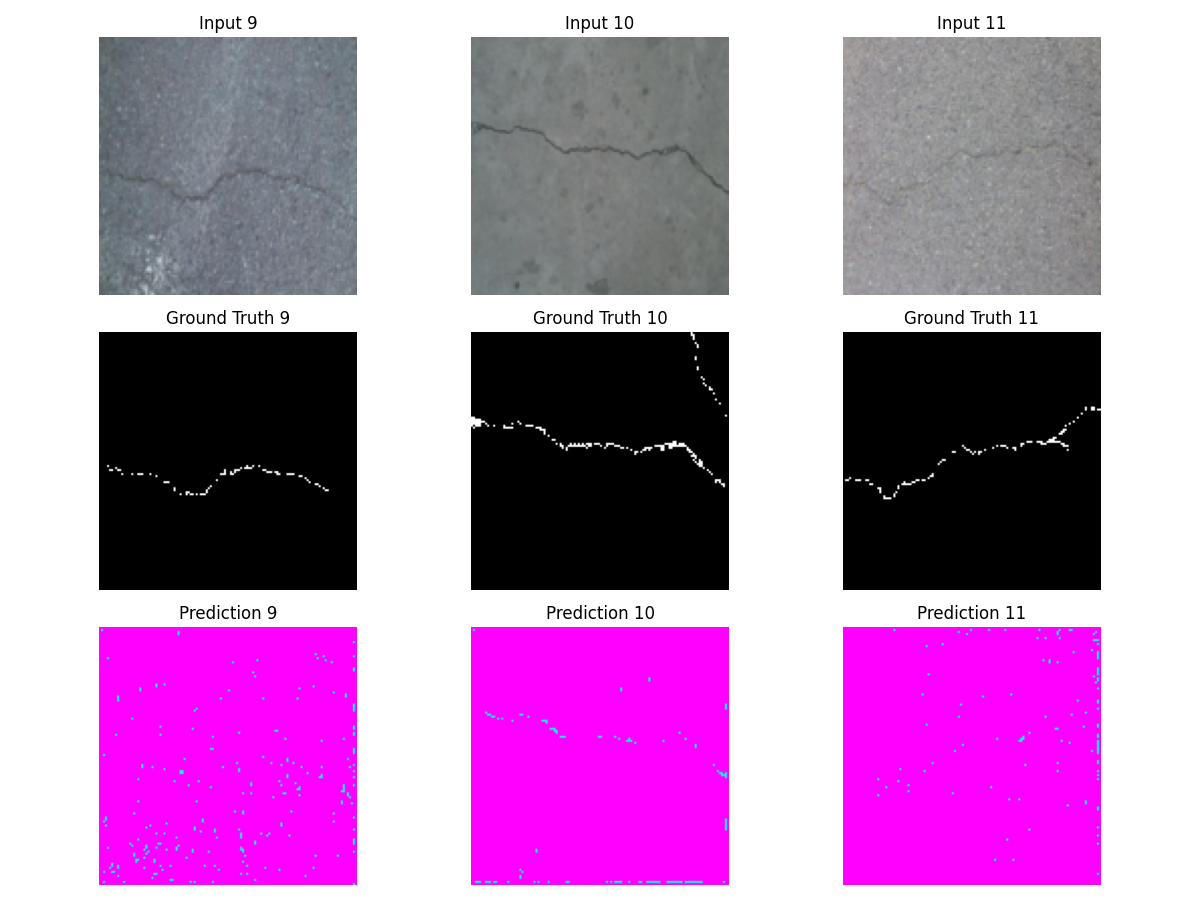 Input 9
Input 10
Input 11
Ground Truth 9
Ground Truth 10
Ground Truth 11
Prediction 9
Prediction 10
Prediction 11